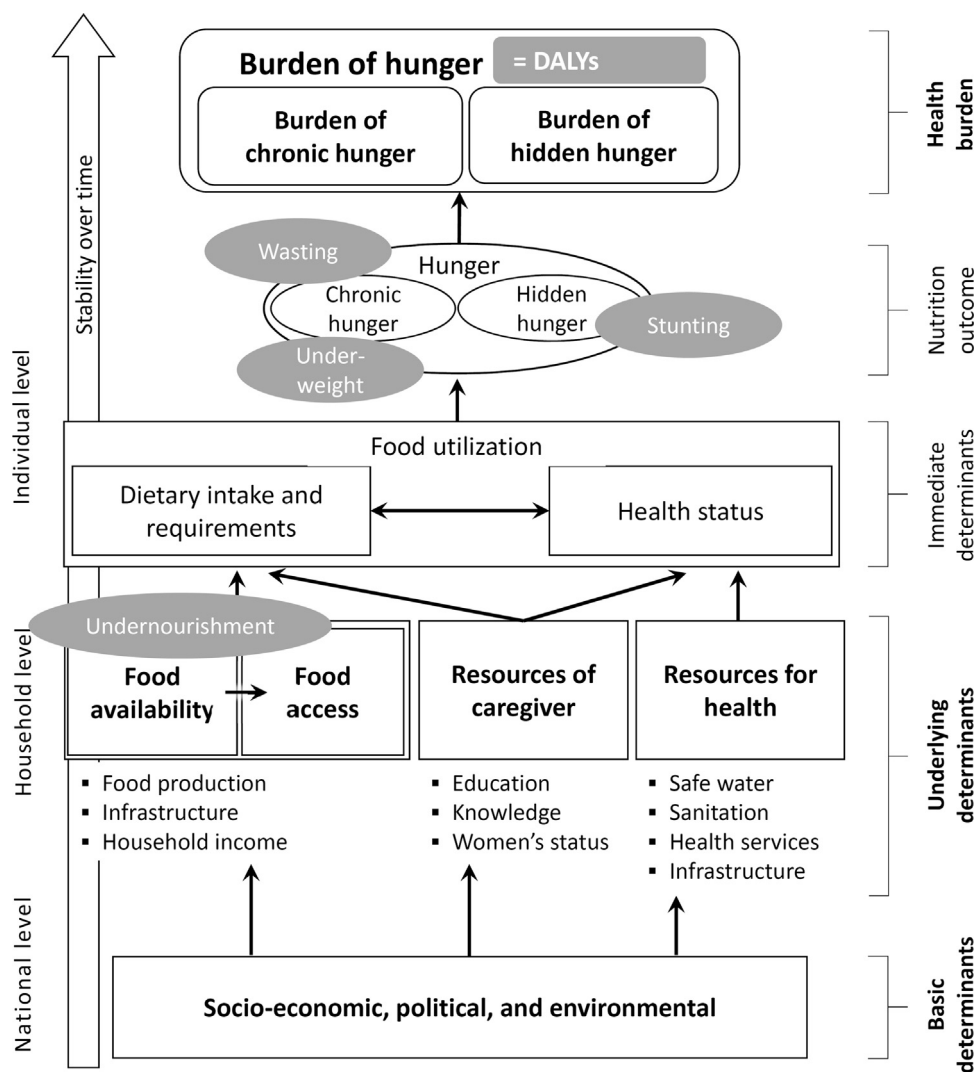 Burden of hunger = DALYs
Burden of
chronic hunger
Burden of
hidden hunger
Health
burden
Stability over time
Wasting
Hunger
Chronic
hunger
Hidden
hunger
Stunting
Under-
weight
Nutrition
outcome
Individual level
Food utilization
Dietary intake and
requirements
Health status
Immediate
determinants
Undernourishment
Household level
Food
availability
Food
access
Resources of
caregiver
Resources for
health
Underlying
determinants
▪ Food production
▪ Infrastructure
▪ Household income
▪ Education
▪ Knowledge
▪ Women’s status
▪ Safe water
▪ Sanitation
▪ Health services
▪ Infrastructure
National level
Socio-economic, political, and environmental
Basic
determinants